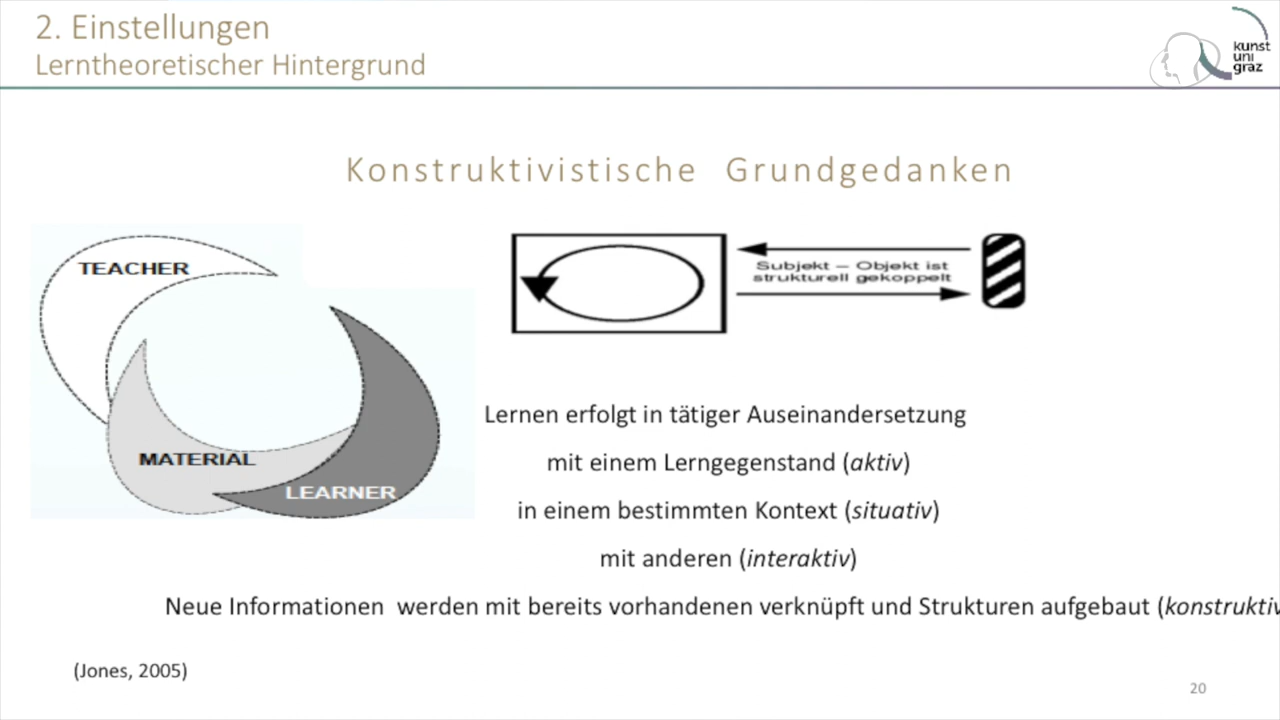 2. Einstellungen
Lerntheoretischer Hintergrund
kunst
uni
graz
Konstruktivistische Grundgedanken
TEACHER
MATERIAL
LEARNER
Subjekt – Objekt ist
strukturell gekoppelt
Lernen erfolgt in tätiger Auseinandersetzung
mit einem Lerngegenstand (aktiv)
in einem bestimmten Kontext (situativ)
mit anderen (interaktiv)
Neue Informationen werden mit bereits vorhandenen verknüpft und Strukturen aufgebaut (konstruktiv
(Jones, 2005)
20